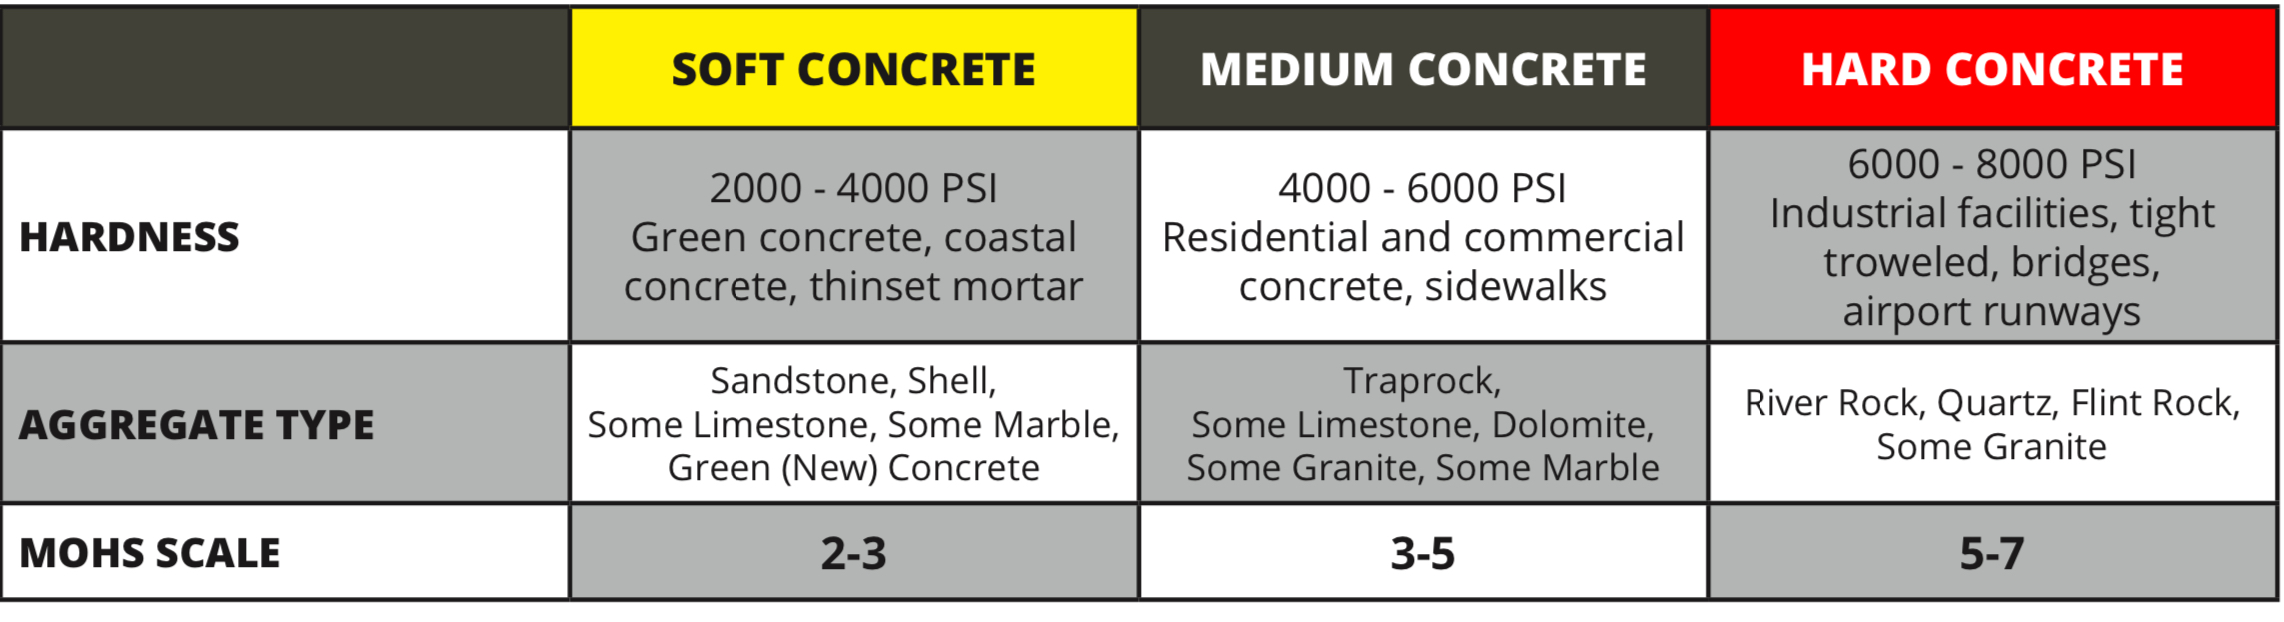 SOFT CONCRETE
MEDIUM CONCRETE
HARD CONCRETE
HARDNESS
2000 - 4000 PSI
Green concrete, coastal
concrete, thinset mortar
4000 - 6000 PSI
Residential and commercial
concrete, sidewalks
6000 - 8000 PSI
Industrial facilities, tight
troweled, bridges,
airport runways
AGGREGATE TYPE
Sandstone, Shell,
Some Limestone, Some Marble,
Green (New) Concrete
Traprock,
Some Limestone, Dolomite,
Some Granite, Some Marble
River Rock, Quartz, Flint Rock,
Some Granite
MOHS SCALE
2-3
3-5
5-7